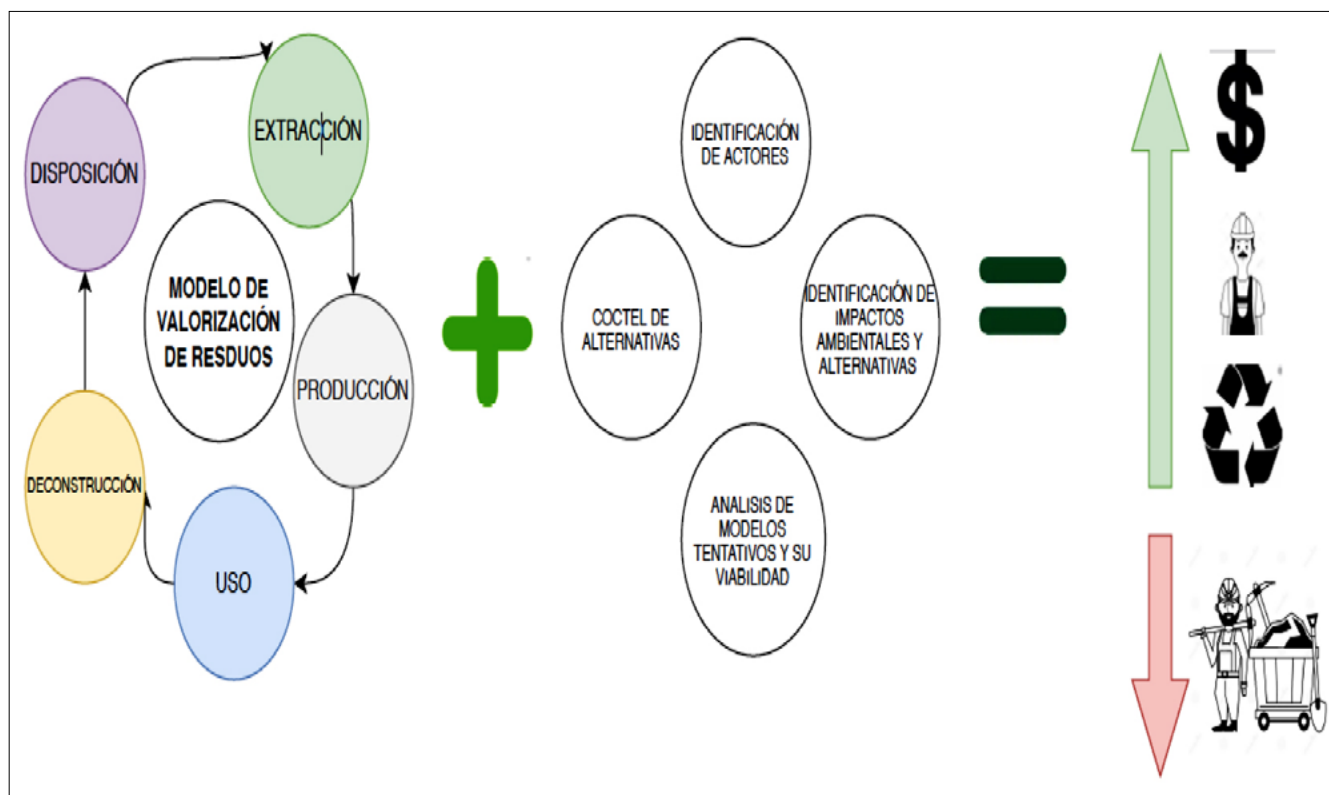 EXTRACCIÓN
DISPOSICIÓN
MODELO DE
VALORIZACIÓN
DE RESDUOS
PRODUCCIÓN
DECONSTRUCCIÓN
USO
IDENTIFICACIÓN
DE ACTORES
COCTEL DE
ALTERNATIVAS
IDENTIFICACIÓN DE
IMPACTOS
AMBIENTALES Y
ALTERNATIVAS
ANALISIS DE
MODELOS
TENTATIVOS Y SU
VIABILIDAD
$